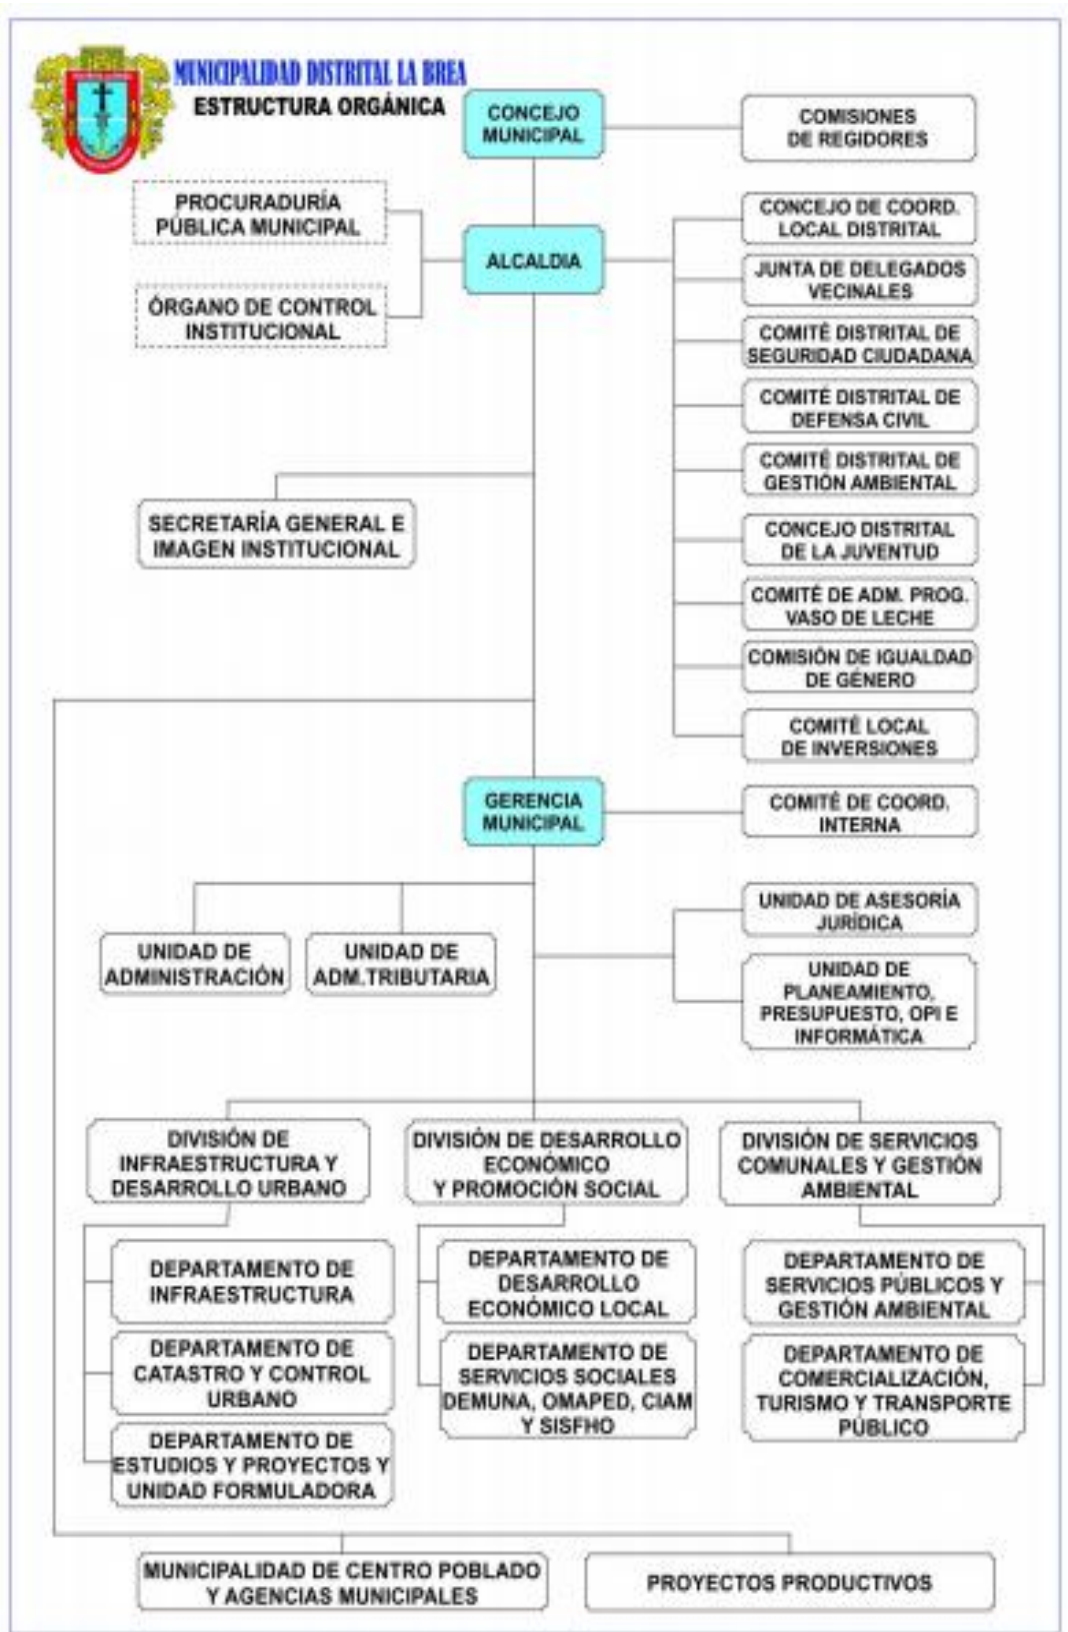 MUNICIPALIDAD DISTRITAL LA BREA
ESTRUCTURA ORGÁNICA
CONCEJO
MUNICIPAL
COMISIONES
DE REGIDORES
PROCURADURÍA
PÚBLICA MUNICIPAL
ALCALDIA
ÓRGANO DE CONTROL
INSTITUCIONAL
CONCEJO DE COORD.
LOCAL DISTRITAL
JUNTA DE DELEGADOS
VECINALES
COMITÉ DISTRITAL DE
SEGURIDAD CIUDADANA
COMITÉ DISTRITAL DE
DEFENSA CIVIL
COMITÉ DISTRITAL DE
GESTIÓN AMBIENTAL
CONCEJO DISTRITAL
DE LA JUVENTUD
COMITÉ DE ADM. PROG.
VASO DE LECHE
COMISIÓN DE IGUALDAD
DE GÉNERO
COMITÉ LOCAL
DE INVERSIONES
SECRETARÍA GENERAL E
IMAGEN INSTITUCIONAL
GERENCIA
MUNICIPAL
COMITÉ DE COORD.
INTERNA
UNIDAD DE
ADMINISTRACIÓN
UNIDAD DE
ADM.TRIBUTARIA
UNIDAD DE ASESORÍA
JURÍDICA
UNIDAD DE
PLANEAMIENTO,
PRESUPUESTO, OPI E
INFORMÁTICA
DIVISIÓN DE
INFRAESTRUCTURA Y
DESARROLLO URBANO
DIVISIÓN DE DESARROLLO
ECONÓMICO
Y PROMOCIÓN SOCIAL
DIVISIÓN DE SERVICIOS
COMUNALES Y GESTIÓN
AMBIENTAL
DEPARTAMENTO DE
INFRAESTRUCTURA
DEPARTAMENTO DE
CATASTRO Y CONTROL
URBANO
DEPARTAMENTO DE
ESTUDIOS Y PROYECTOS Y
UNIDAD FORMULADORA
DEPARTAMENTO DE
DESARROLLO
ECONÓMICO LOCAL
DEPARTAMENTO DE
SERVICIOS SOCIALES
DEMUNA, OMAPED, CIAM
Y SISFHO
DEPARTAMENTO DE
SERVICIOS PÚBLICOS Y
GESTIÓN AMBIENTAL
DEPARTAMENTO DE
COMERCIALIZACIÓN,
TURISMO Y TRANSPORTE
PÚBLICO
MUNICIPALIDAD DE CENTRO POBLADO
Y AGENCIAS MUNICIPALES
PROYECTOS PRODUCTIVOS